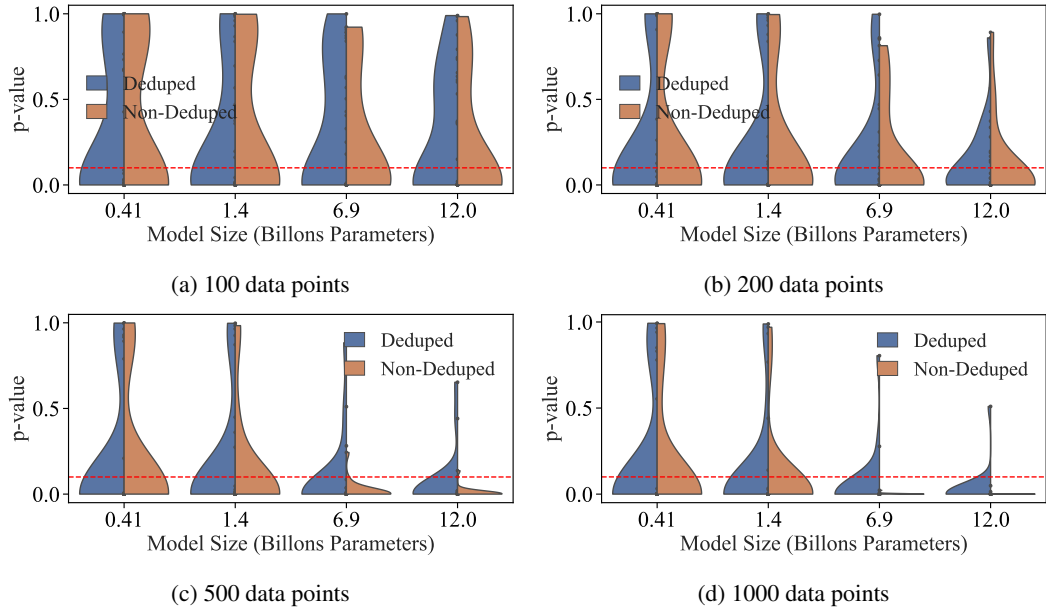 1.0
0.5
0.0
p-value
Deduped
Non-Deduped
0.41 1.4 6.9 12.0
Model Size (Billons Parameters)
(a) 100 data points
1.0
0.5
0.0
p-value
Deduped
Non-Deduped
0.41 1.4 6.9 12.0
Model Size (Billons Parameters)
(b) 200 data points
1.0
0.5
0.0
p-value
Deduped
Non-Deduped
0.41 1.4 6.9 12.0
Model Size (Billons Parameters)
(c) 500 data points
1.0
0.5
0.0
p-value
Deduped
Non-Deduped
0.41 1.4 6.9 12.0
Model Size (Billons Parameters)
(d) 1000 data points